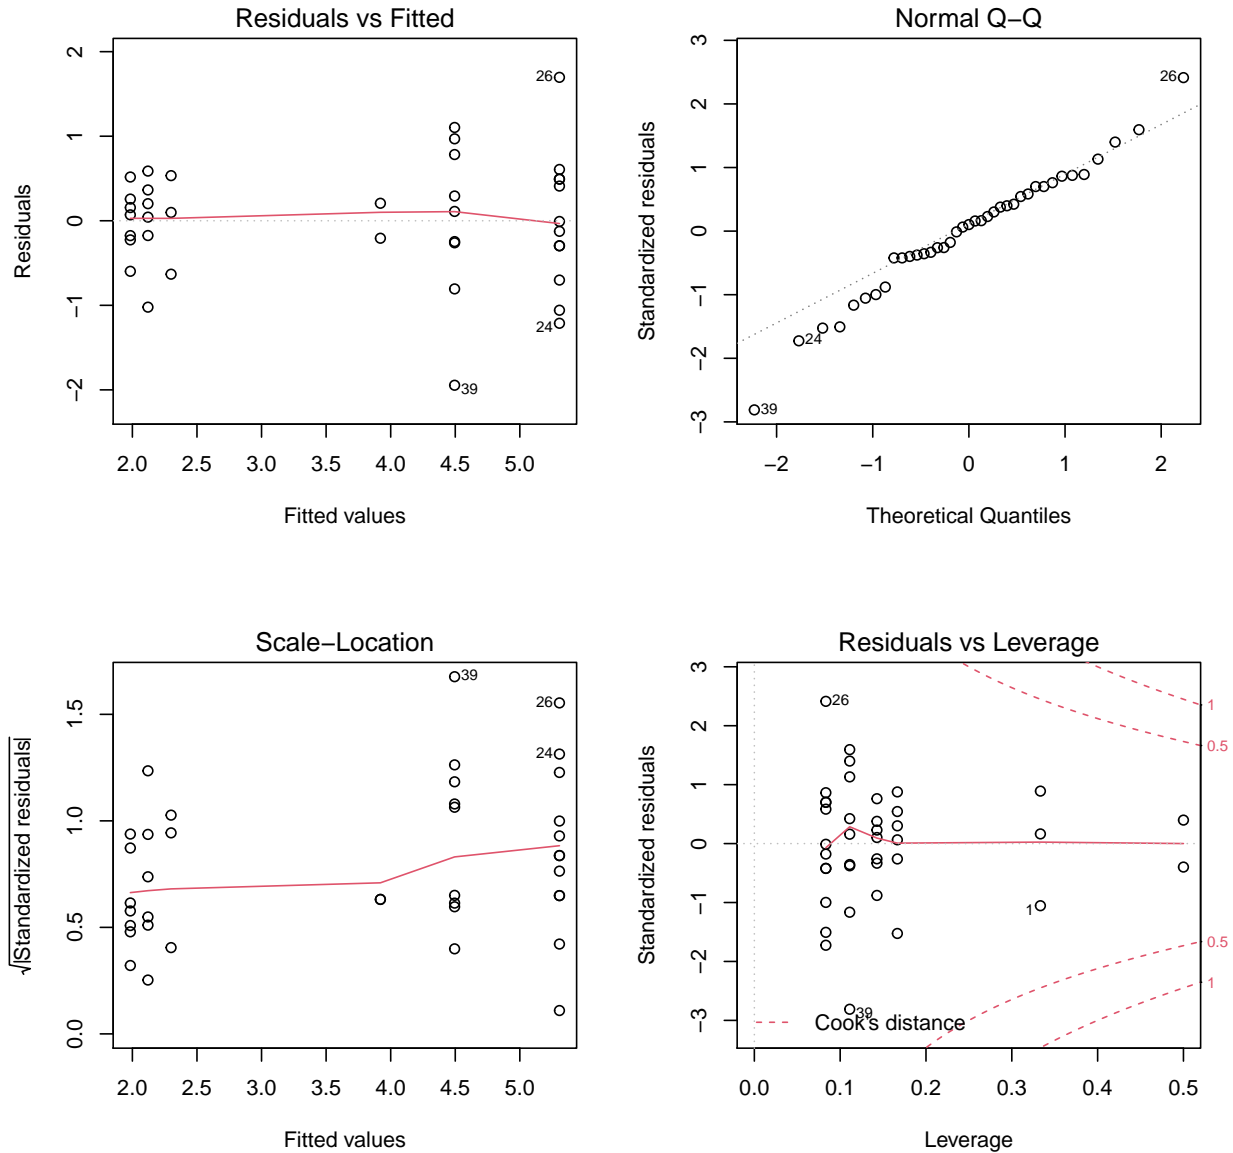 Residuals vs Fitted
Residuals
2
1
0
−1
−2
26
24
39
2.0 2.5 3.0 3.5 4.0 4.5 5.0
Fitted values
Normal Q−Q
Standardized residuals
3
2
1
0
−1
−2
−3
26
24
39
−2 −1 0 1 2
Theoretical Quantiles
Scale−Location
√|Standardized residuals|
1.5
1.0
0.5
0.0
39
26
24
2.0 2.5 3.0 3.5 4.0 4.5 5.0
Fitted values
Residuals vs Leverage
Standardized residuals
3
2
1
0
−1
−2
−3
26
1
39
1
0.5
0.5
1
Cook's distance
0.0 0.1 0.2 0.3 0.4 0.5
Leverage